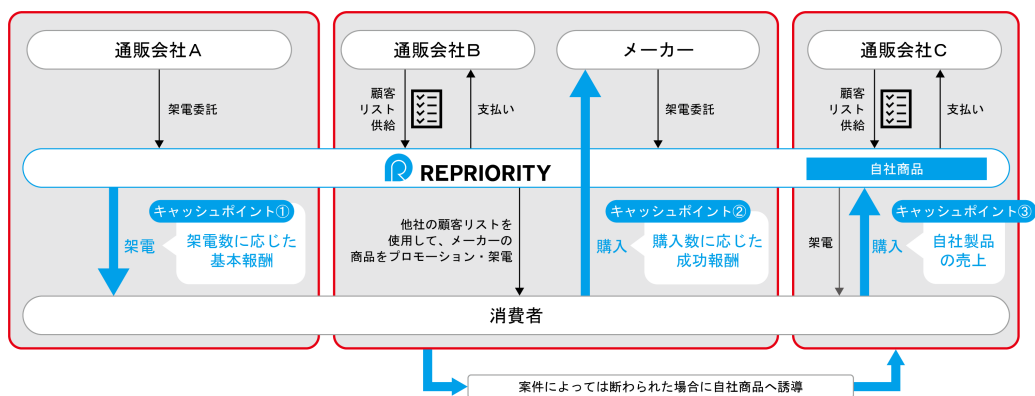 通販会社A
通販会社B
メーカー
通販会社C
架電委託
顧客
リスト
供給
支払い
架電委託
顧客
リスト
供給
支払い
REPRIORITY
自社商品
キャッシュポイント①
架電
架電数に応じた
基本報酬
他社の顧客リストを
使用して、メーカーの
商品をプロモーション・架電
キャッシュポイント②
購入
購入数に応じた
成功報酬
架電
キャッシュポイント③
購入
自社製品
の売上
消費者
案件によっては断わられた場合に自社商品へ誘導